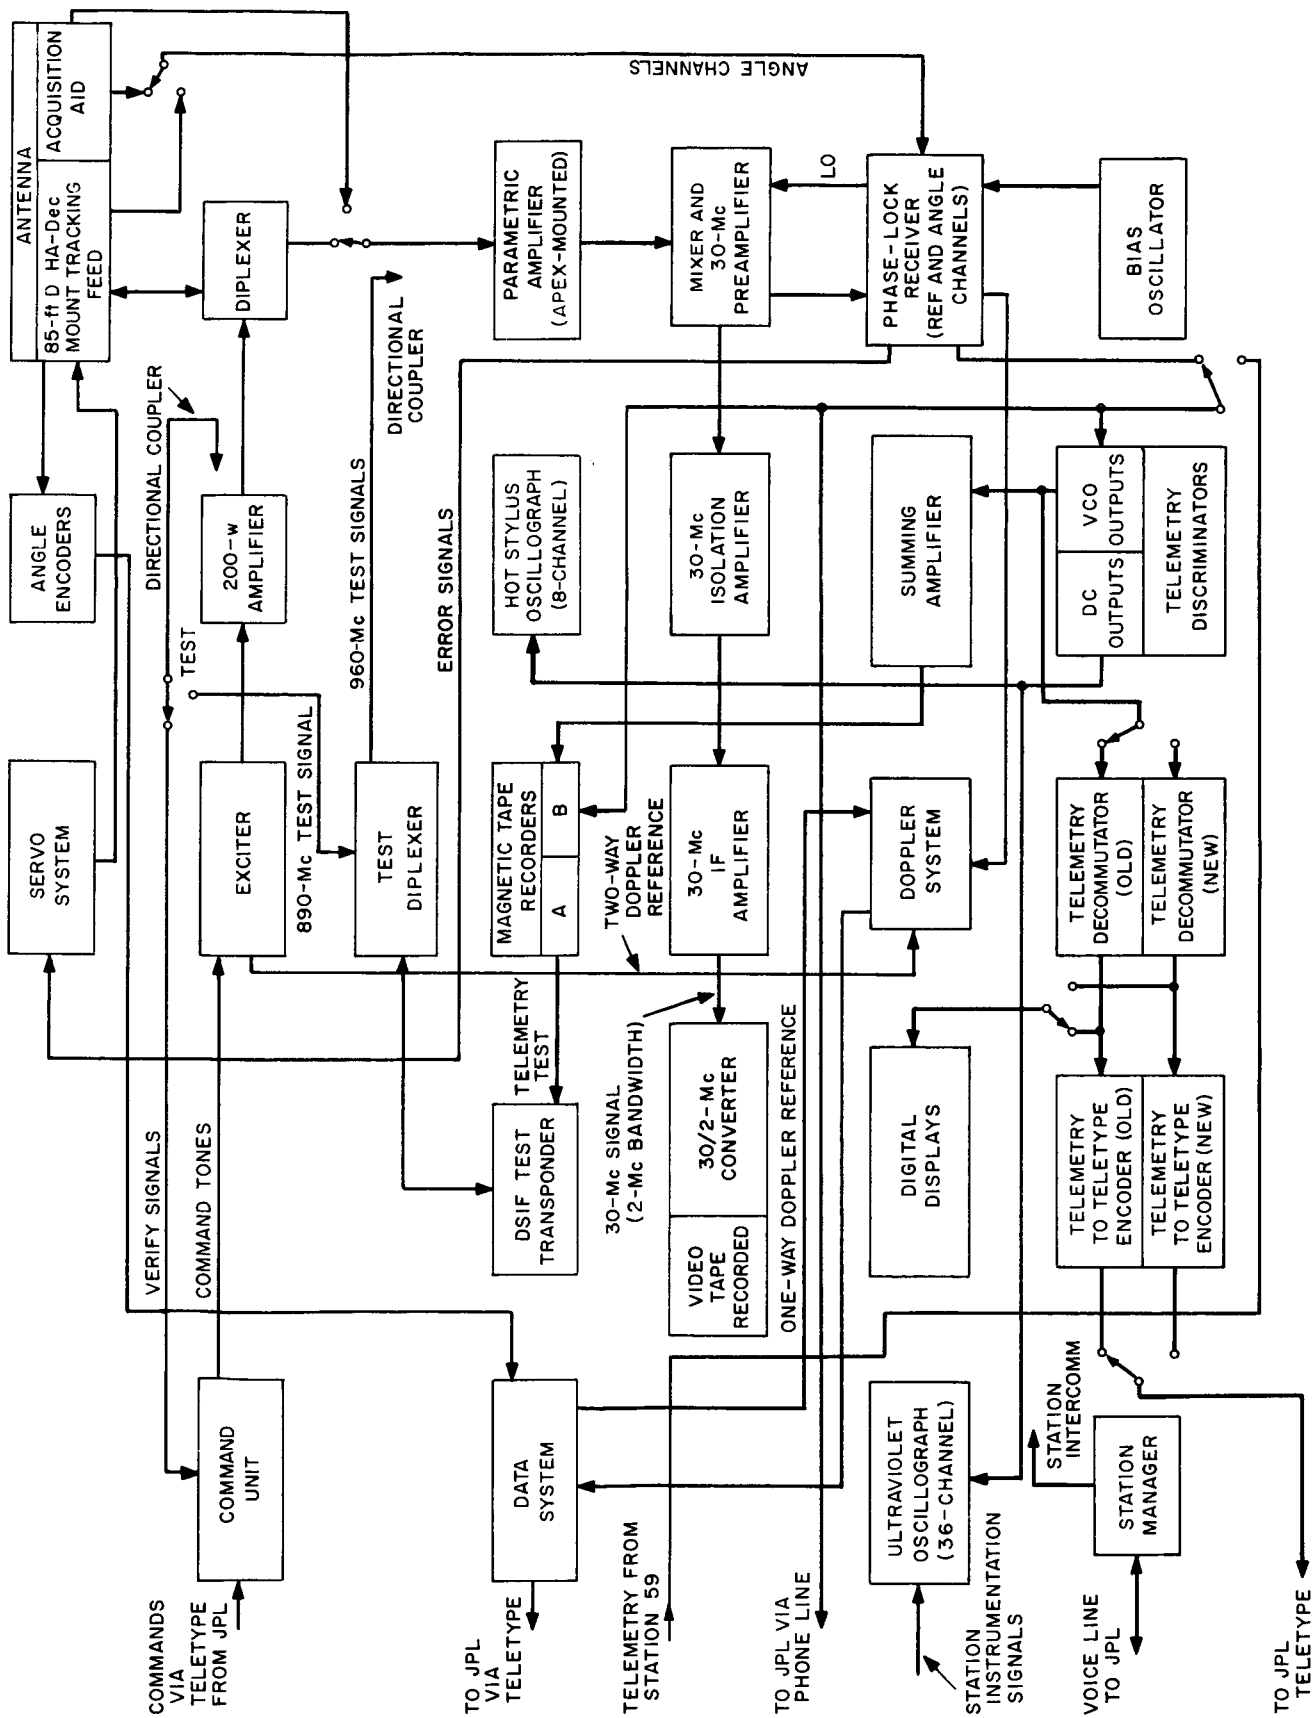 ANTENNA
85-ft D HA-Dec
MOUNT TRACKING
FEED
ACQUISITION
AID
ANGLE
ENCODERS
SERVO
SYSTEM
DIPLEXER
DIRECTIONAL COUPLER
200-w
AMPLIFIER
TEST
EXCITER
VERIFY SIGNALS
COMMAND TONES
COMMAND
UNIT
COMMANDS
VIA
TELETYPE
FROM JPL
890-Mc TEST SIGNAL
960-Mc TEST SIGNALS
DIRECTIONAL
COUPLER
TEST
DIPLEXER
ERROR SIGNALS
ANGLE CHANNELS
PARAMETRIC
AMPLIFIER
(APEX-MOUNTED)
HOT STYLUS
OSCILLOGRAPH
(8-CHANNEL)
MAGNETIC TAPE
RECORDERS
A
B
TELEMETRY
TEST
DSIF TEST
TRANSPONDER
DATA
SYSTEM
TO JPL
VIA
TELETYPE
MIXER AND
30-Mc
PREAMPLIFIER
LO
30-Mc
ISOLATION
AMPLIFIER
30-Mc
IF
AMPLIFIER
TWO-WAY
DOPPLER
REFERENCE
30-Mc SIGNAL
(2-Mc BANDWIDTH)
30/2-Mc
CONVERTER
VIDEO
TAPE
RECORDED
TELEMETRY FROM
STATION 59
ONE-WAY DOPPLER REFERENCE
TO JPL VIA
PHONE LINE
PHASE-LOCK
RECEIVER
(REF AND ANGLE
CHANNELS)
SUMMING
AMPLIFIER
DOPPLER
SYSTEM
DIGITAL
DISPLAYS
ULTRAVIOLET
OSCILLOGRAPH
(36-CHANNEL)
STATION
INSTRUMENTATION
SIGNALS
BIAS
OSCILLATOR
VCO
OUTPUTS
DC
OUTPUTS
TELEMETRY
DISCRIMINATORS
TELEMETRY
DECOMMUTATOR
(OLD)
TELEMETRY
DECOMMUTATOR
(NEW)
TELEMETRY
TO TELETYPE
ENCODER (OLD)
TELEMETRY
TO TELETYPE
ENCODER (NEW)
STATION
INTERCOMM
STATION
MANAGER
VOICE LINE
TO JPL
TO JPL
TELETYPE